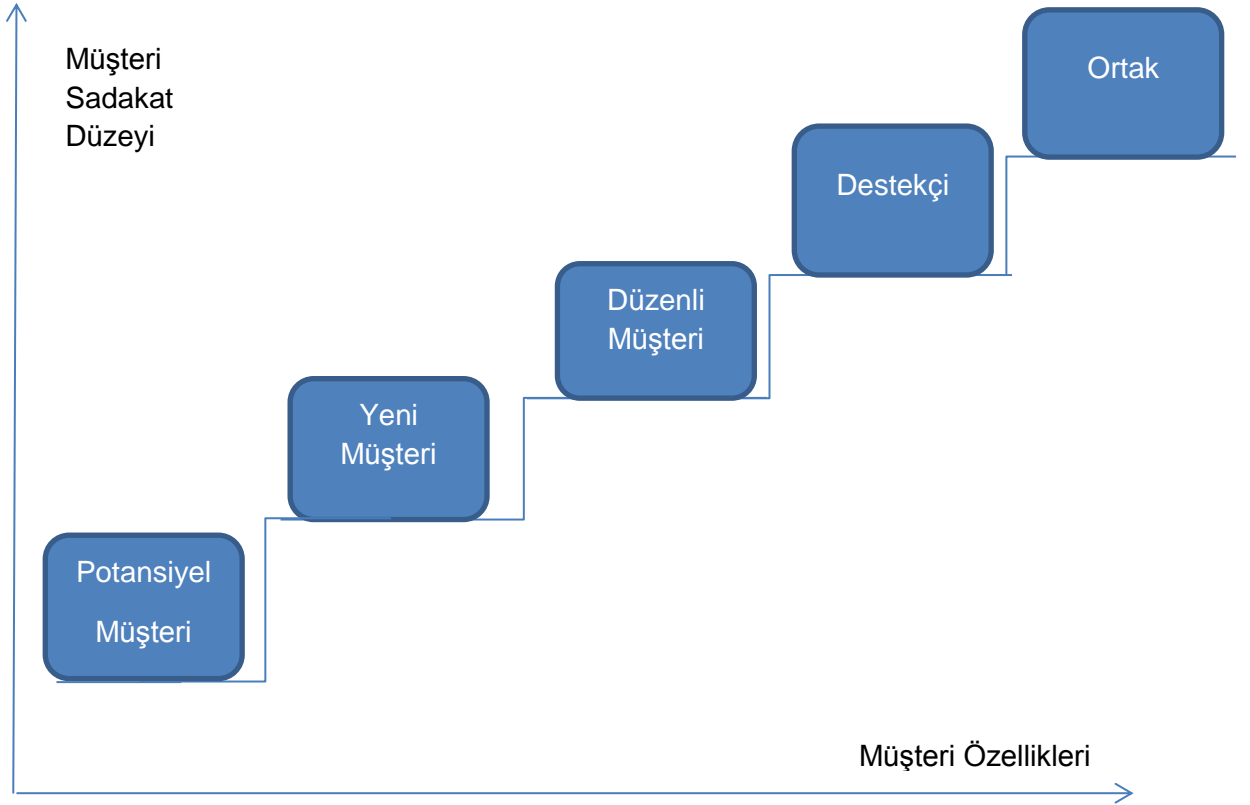 Müşteri
Sadakat
Düzeyi
Ortak
Destekçi
Düzenli
Müşteri
Yeni
Müşteri
Potansiyel
Müşteri
Müşteri Özellikleri